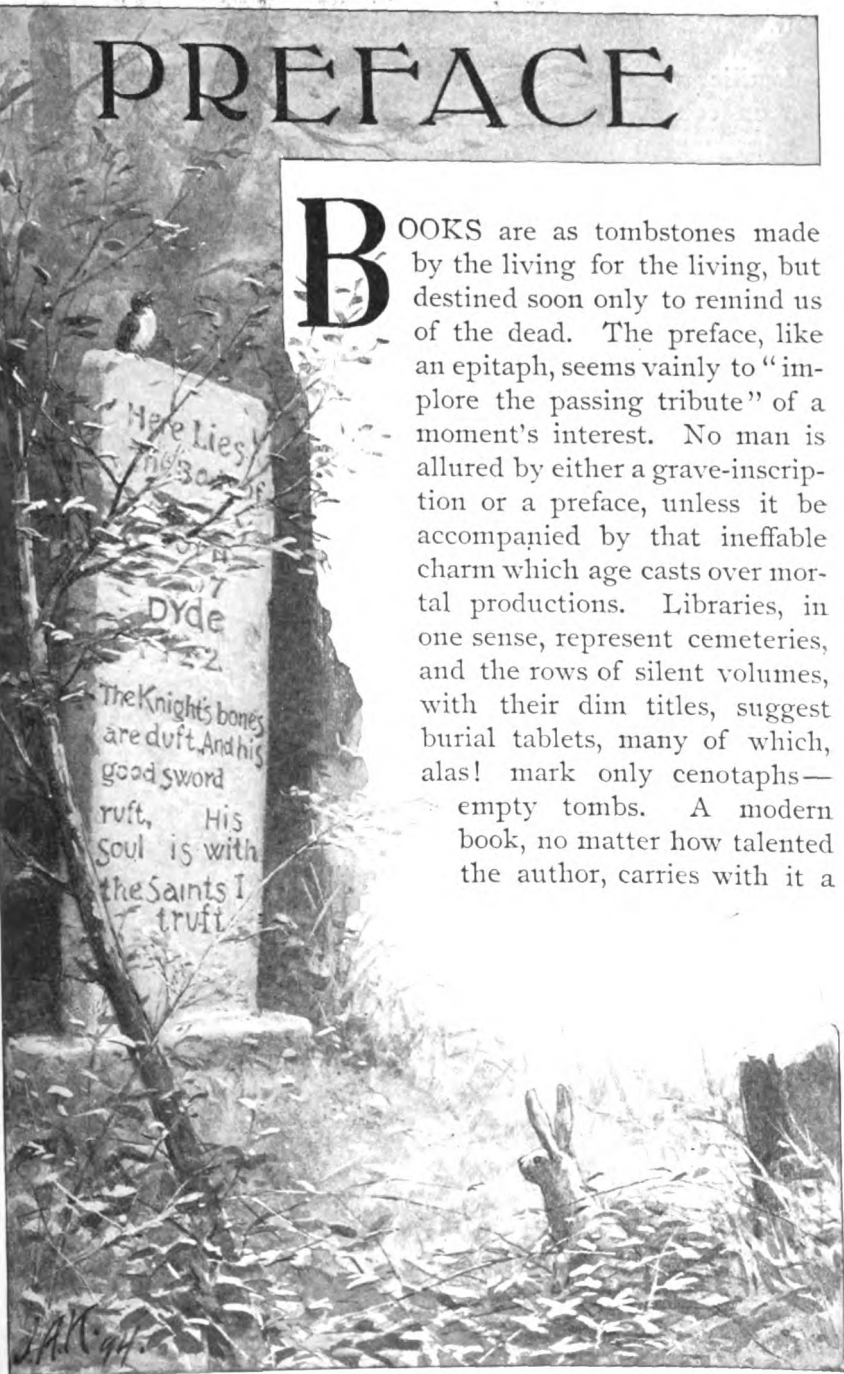 PREFACE
BOOKS are as tombstones made
by the living for the living, but
destined soon only to remind us
of the dead. The preface, like
an epitaph, seems vainly to “im-
plore the passing tribute” of a
moment's interest. No man is
allured by either a grave-inscrip-
tion or a preface, unless it be
accompanied by that ineffable
charm which age casts over mor-
tal productions. Libraries, in
one sense, represent cemeteries,
and the rows of silent volumes,
with their dim titles, suggest
burial tablets, many of which,
alas! mark only cenotaphs—
empty tombs. A modern
book, no matter how talented
the author, carries with it a
Here Lies
of
7
Dyde
The Knight's bones
are duft, And his
good sword
ruft, His
Soul is with
the Saints I
truft
J.A.K. '94.